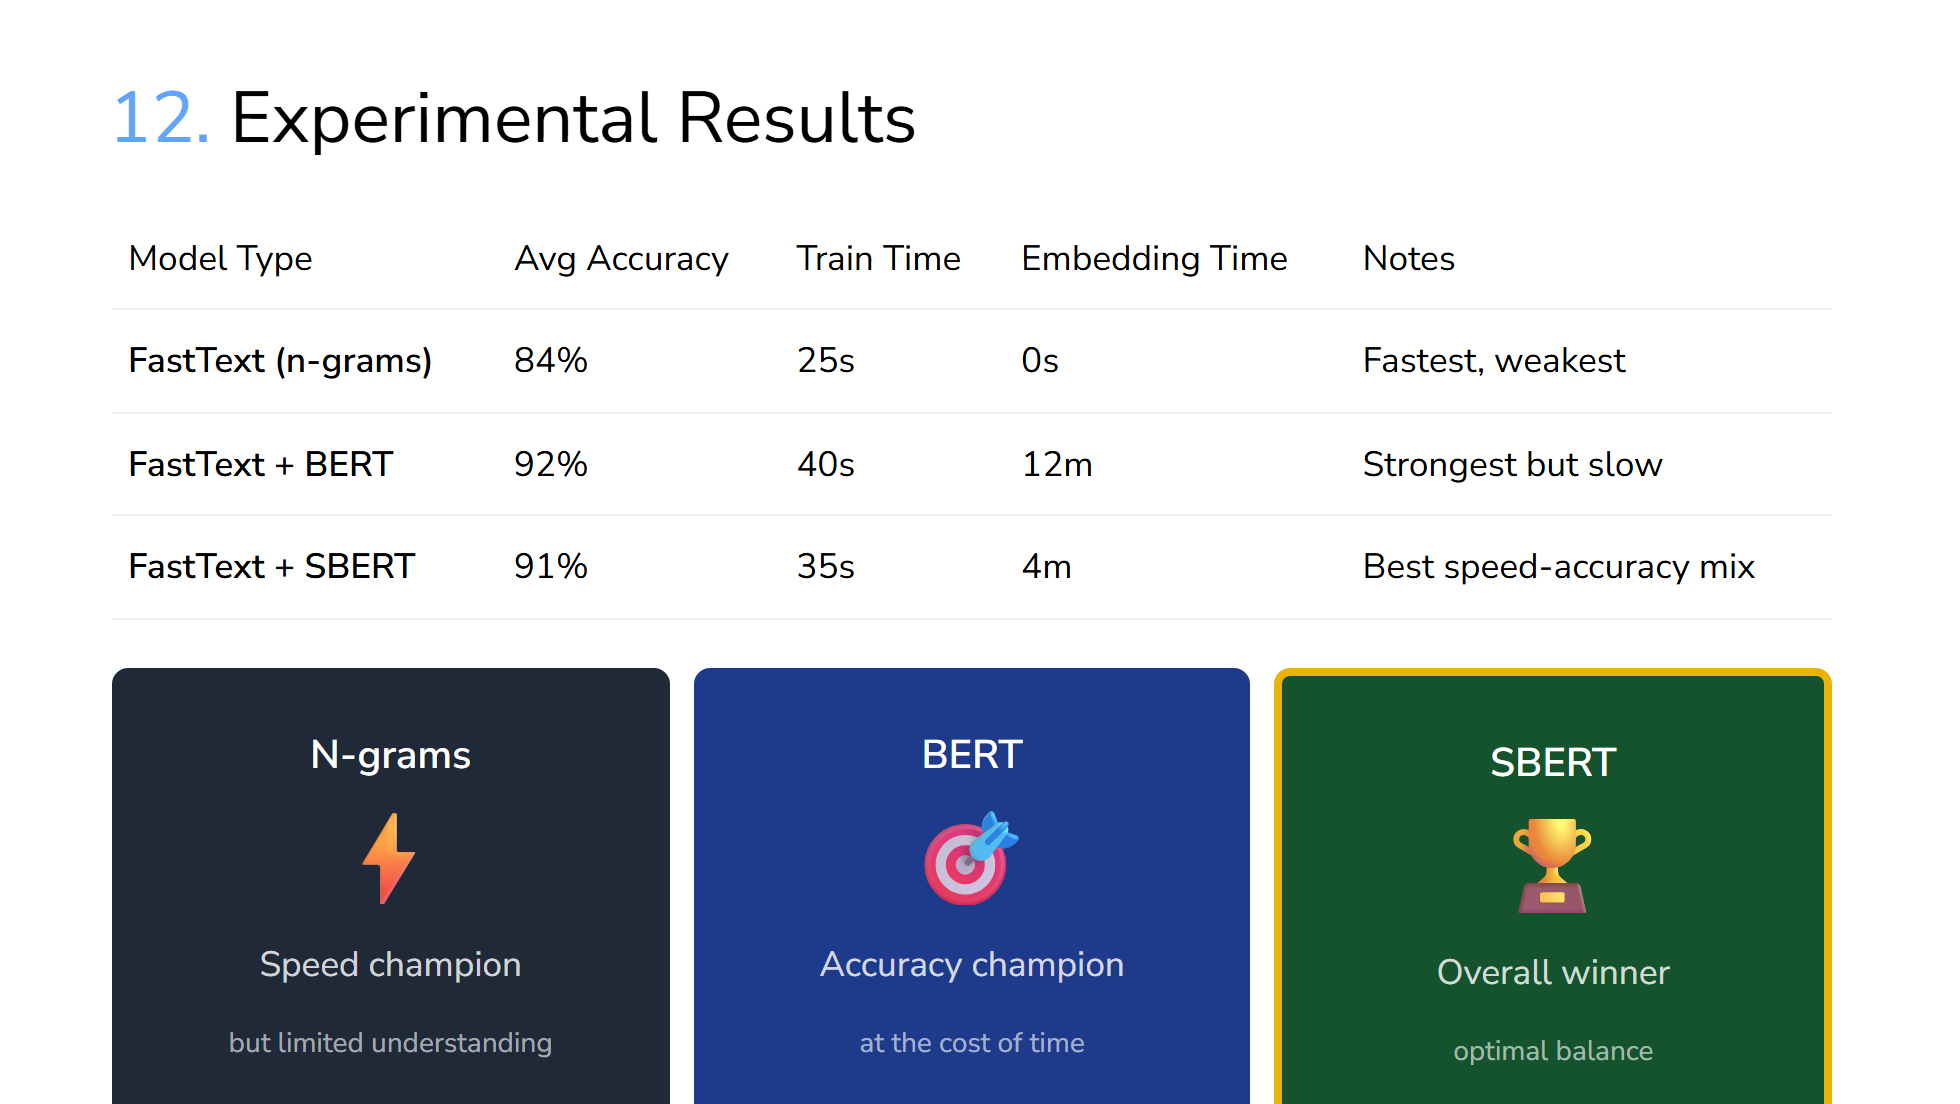 12. Experimental Results
Model Type Avg Accuracy Train Time Embedding Time Notes
FastText (n-grams) 84% 25s 0s Fastest, weakest
FastText + BERT 92% 40s 12m Strongest but slow
FastText + SBERT 91% 35s 4m Best speed-accuracy mix
N-grams
Speed champion
but limited understanding
BERT
Accuracy champion
at the cost of time
SBERT
Overall winner
optimal balance